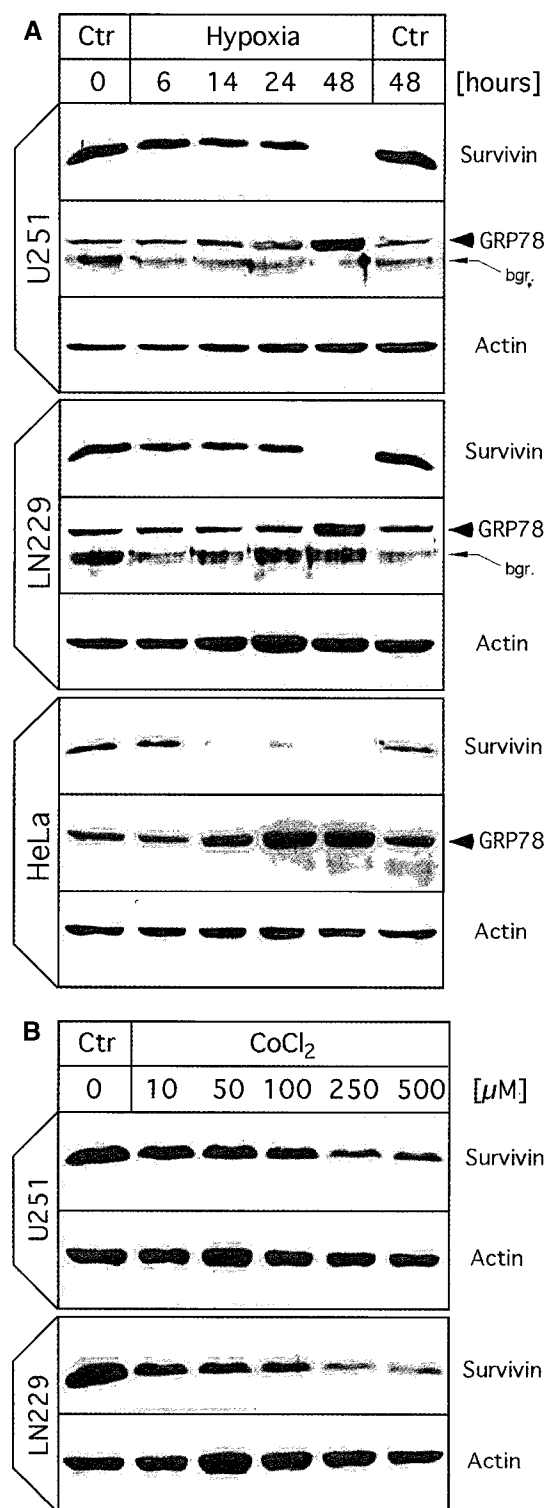 A
Ctr Hypoxia Ctr
0 6 14 24 48 48 [hours]
U251
Survivin
GRP78
bgr.
Actin
LN229
Survivin
GRP78
bgr.
Actin
HeLa
Survivin
GRP78
Actin
B
Ctr CoCl₂
0 10 50 100 250 500 [µM]
U251
Survivin
Actin
LN229
Survivin
Actin